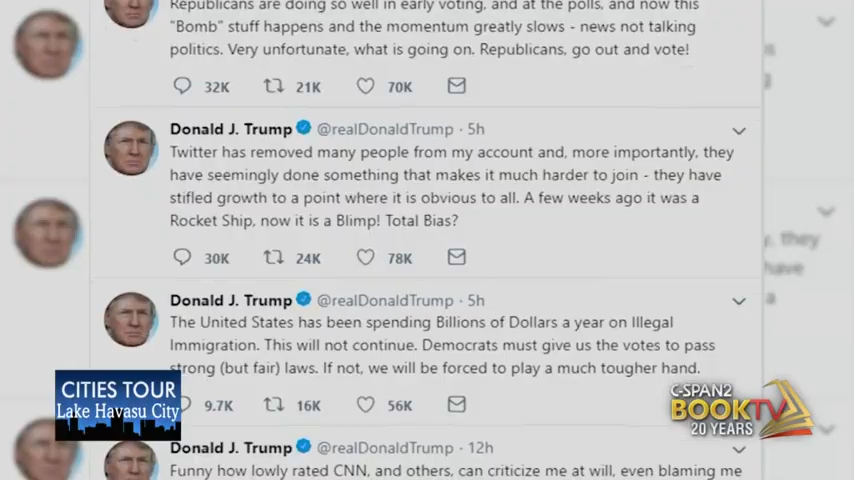 Republicans are doing so well in early voting, and at the polls, and now this
"Bomb" stuff happens and the momentum greatly slows - news not talking
politics. Very unfortunate, what is going on. Republicans, go out and vote!
32K 21K 70K
Donald J. Trump @realDonaldTrump · 5h
Twitter has removed many people from my account and, more importantly, they
have seemingly done something that makes it much harder to join - they have
stifled growth to a point where it is obvious to all. A few weeks ago it was a
Rocket Ship, now it is a Blimp! Total Bias?
30K 24K 78K
Donald J. Trump @realDonaldTrump · 5h
The United States has been spending Billions of Dollars a year on Illegal
Immigration. This will not continue. Democrats must give us the votes to pass
strong (but fair) laws. If not, we will be forced to play a much tougher hand.
9.7K 16K 56K
Donald J. Trump @realDonaldTrump · 12h
Funny how lowly rated CNN, and others, can criticize me at will, even blaming me
they
have
a
CITIES TOUR
Lake Havasu City
C-SPAN2
BOOKTV
20 YEARS